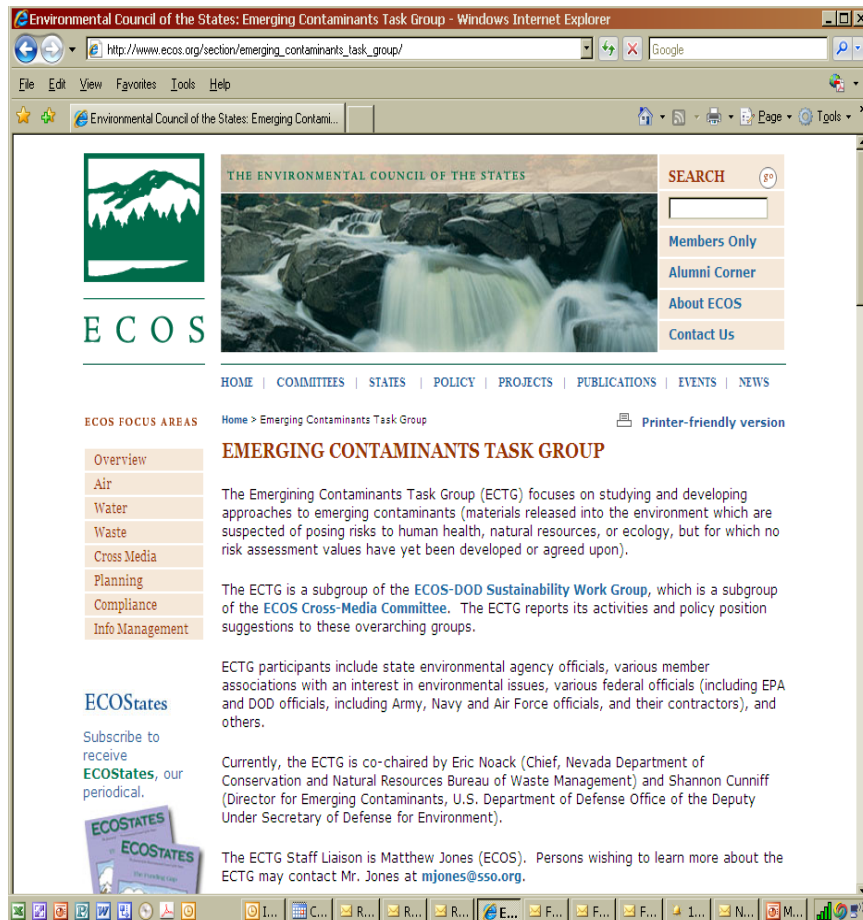 Environmental Council of the States: Emerging Contaminants Task Group - Windows Internet Explorer
http://www.ecos.org/section/emerging_contaminants_task_group/
Google
File Edit View Favorites Tools Help
Environmental Council of the States: Emerging Contami...
Page
Tools
THE ENVIRONMENTAL COUNCIL OF THE STATES
SEARCH
go
Members Only
Alumni Corner
About ECOS
Contact Us
ECOS
HOME | COMMITTEES | STATES | POLICY | PROJECTS | PUBLICATIONS | EVENTS | NEWS
ECOS FOCUS AREAS
Overview
Air
Water
Waste
Cross Media
Planning
Compliance
Info Management
ECOStates
Subscribe to
receive
ECOStates, our
periodical.
ECOSTATES
ECOSTATES
Home > Emerging Contaminants Task Group
Printer-friendly version
EMERGING CONTAMINANTS TASK GROUP
The Emergining Contaminants Task Group (ECTG) focuses on studying and developing
approaches to emerging contaminants (materials released into the environment which are
suspected of posing risks to human health, natural resources, or ecology, but for which no
risk assessment values have yet been developed or agreed upon).
The ECTG is a subgroup of the ECOS-DOD Sustainability Work Group, which is a subgroup
of the ECOS Cross-Media Committee. The ECTG reports its activities and policy position
suggestions to these overarching groups.
ECTG participants include state environmental agency officials, various member
associations with an interest in environmental issues, various federal officials (including EPA
and DOD officials, including Army, Navy and Air Force officials, and their contractors), and
others.
Currently, the ECTG is co-chaired by Eric Noack (Chief, Nevada Department of
Conservation and Natural Resources Bureau of Waste Management) and Shannon Cunniff
(Director for Emerging Contaminants, U.S. Department of Defense Office of the Deputy
Under Secretary of Defense for Environment).
The ECTG Staff Liaison is Matthew Jones (ECOS). Persons wishing to learn more about the
ECTG may contact Mr. Jones at mjones@sso.org.
I... C... R... R... R... E... F... F... F... 1... N... M...